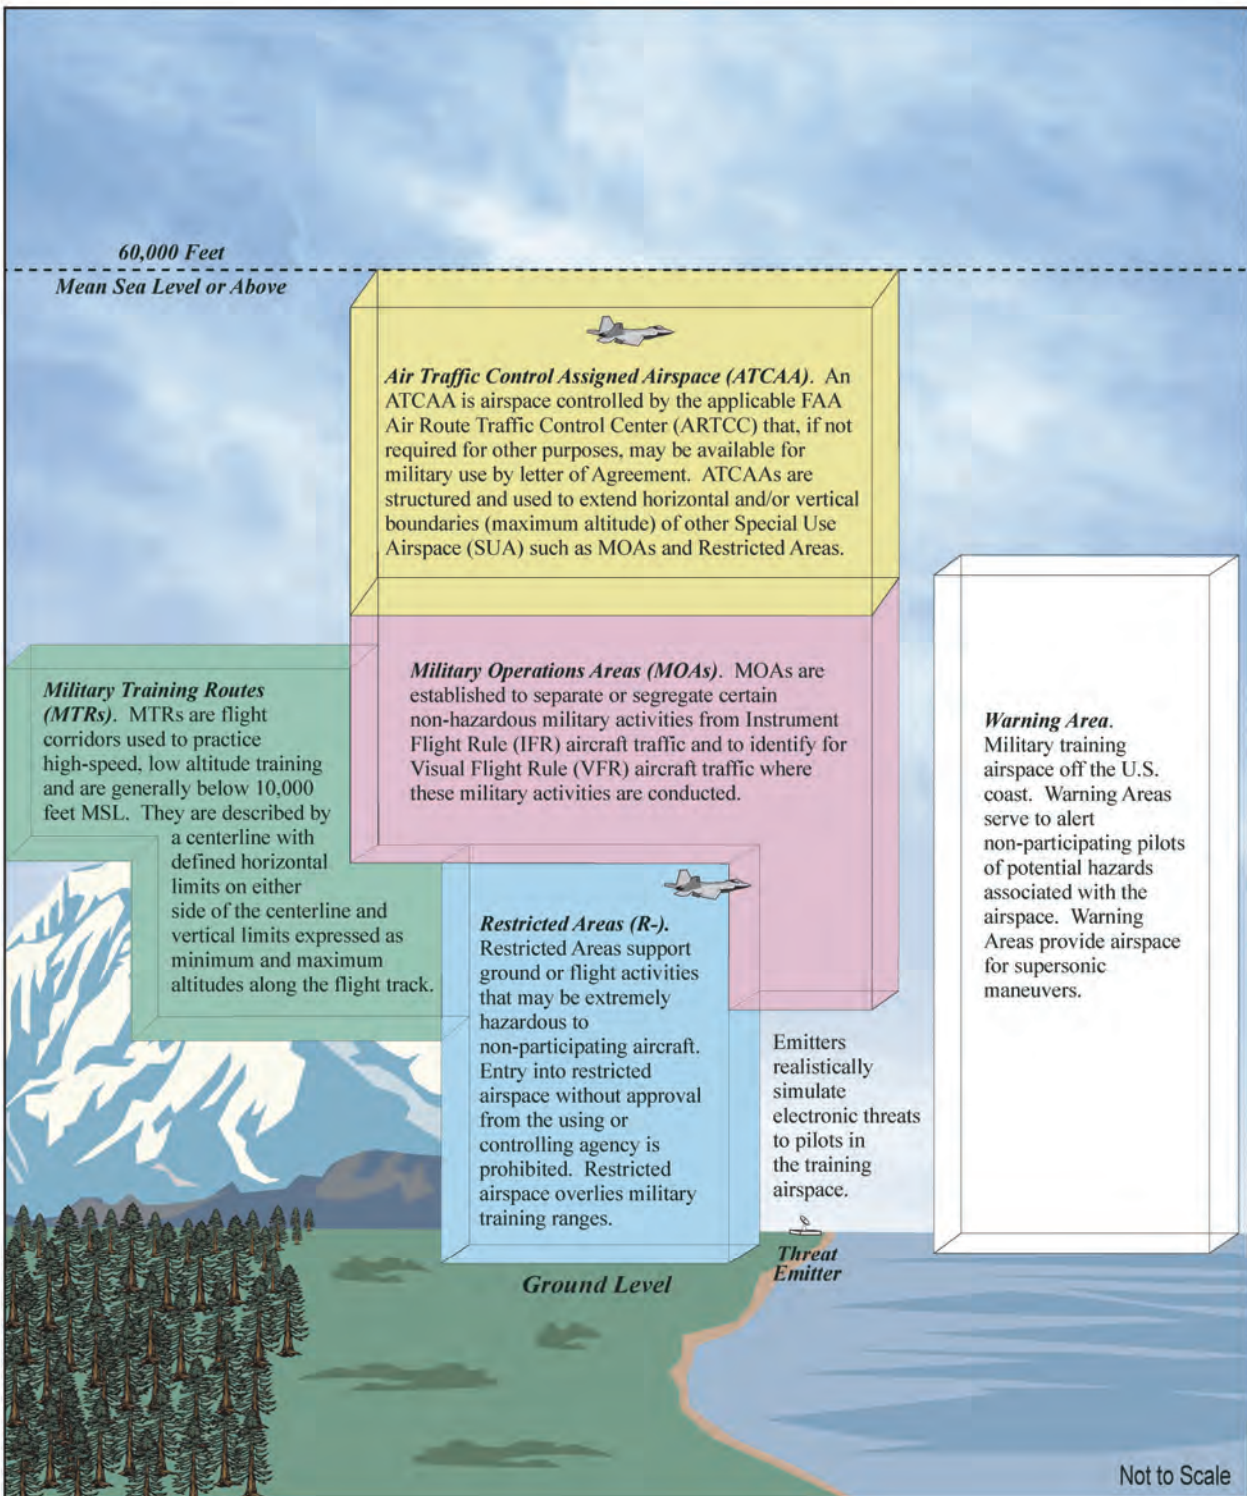 60,000 Feet
Mean Sea Level or Above
Air Traffic Control Assigned Airspace (ATCAA). An
ATCAA is airspace controlled by the applicable FAA
Air Route Traffic Control Center (ARTCC) that, if not
required for other purposes, may be available for
military use by letter of Agreement. ATCAAs are
structured and used to extend horizontal and/or vertical
boundaries (maximum altitude) of other Special Use
Airspace (SUA) such as MOAs and Restricted Areas.
Military Operations Areas (MOAs). MOAs are
established to separate or segregate certain
non-hazardous military activities from Instrument
Flight Rule (IFR) aircraft traffic and to identify for
Visual Flight Rule (VFR) aircraft traffic where
these military activities are conducted.
Military Training Routes
(MTRs). MTRs are flight
corridors used to practice
high-speed, low altitude training
and are generally below 10,000
feet MSL. They are described by
a centerline with
defined horizontal
limits on either
side of the centerline and
vertical limits expressed as
minimum and maximum
altitudes along the flight track.
Warning Area.
Military training
airspace off the U.S.
coast. Warning Areas
serve to alert
non-participating pilots
of potential hazards
associated with the
airspace. Warning
Areas provide airspace
for supersonic
maneuvers.
Restricted Areas (R-).
Restricted Areas support
ground or flight activities
that may be extremely
hazardous to
non-participating aircraft.
Entry into restricted
airspace without approval
from the using or
controlling agency is
prohibited. Restricted
airspace overlies military
training ranges.
Emitters
realistically
simulate
electronic threats
to pilots in
the training
airspace.
Threat
Emitter
Ground Level
Not to Scale